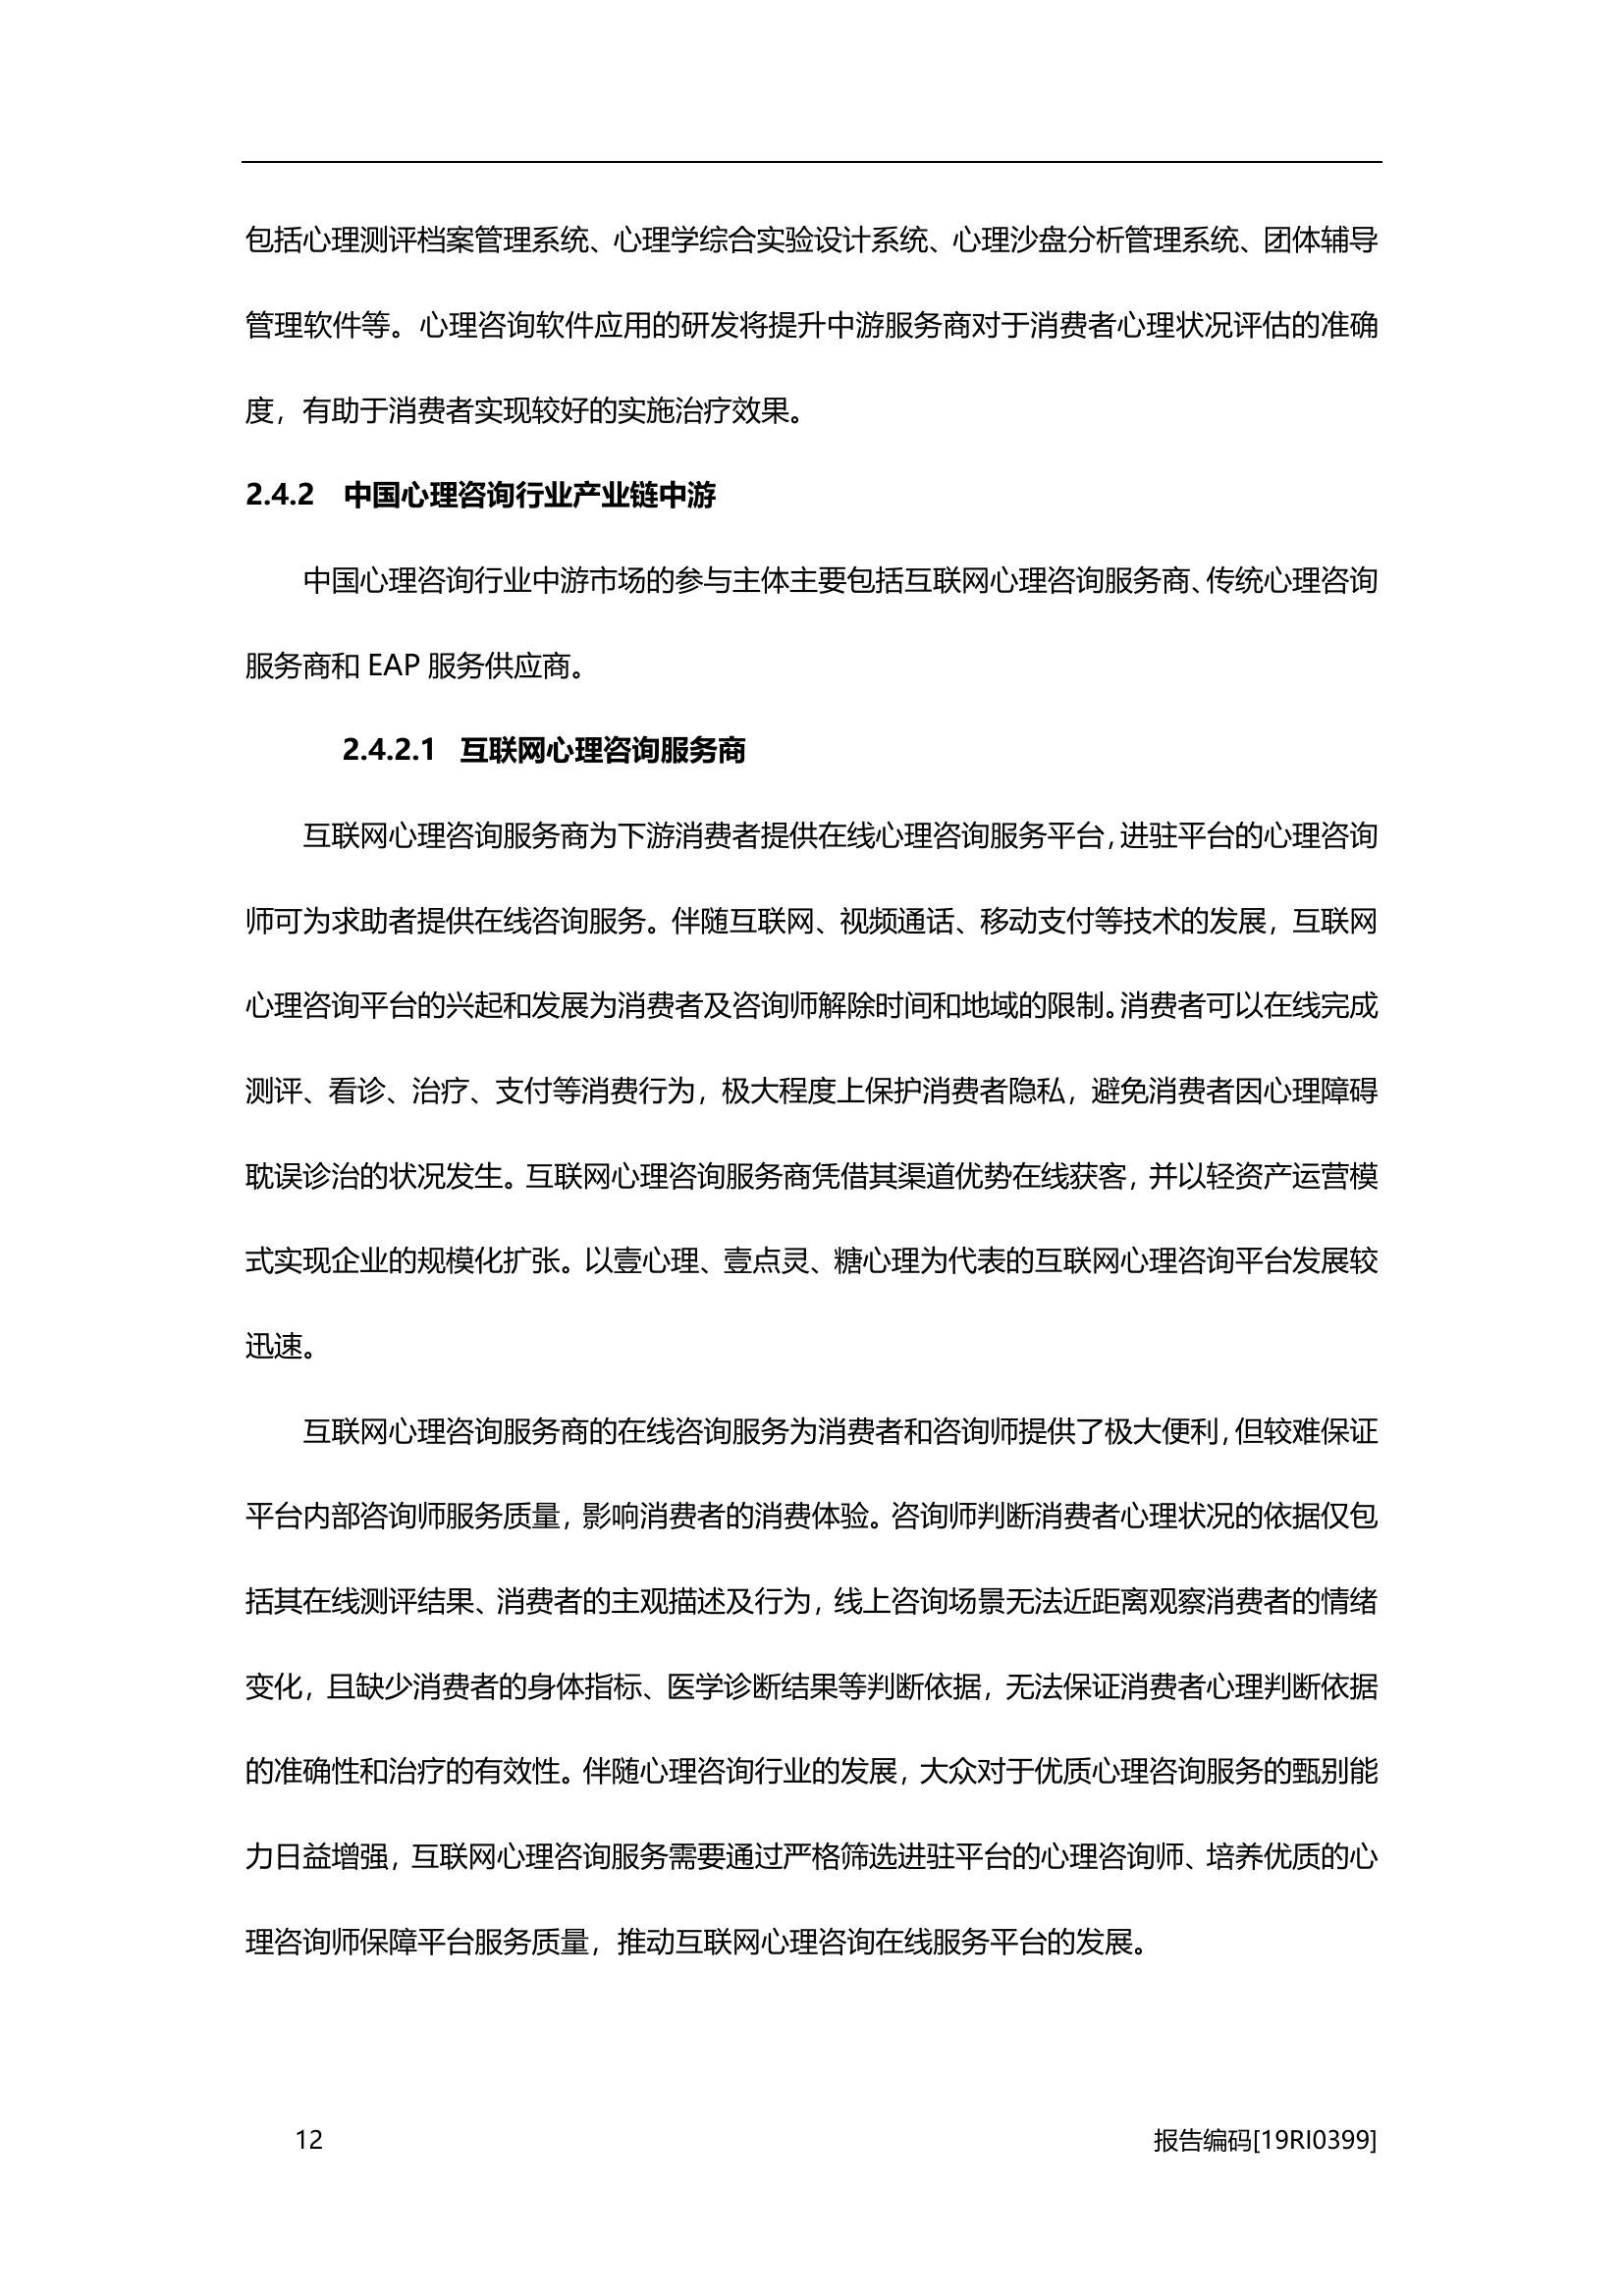 包括心理测评档案管理系统、心理学综合实验设计系统、心理沙盘分析管理系统、团体辅导
管理软件等。心理咨询软件应用的研发将提升中游服务商对于消费者心理状况评估的准确
度，有助于消费者实现较好的实施治疗效果。
2.4.2 中国心理咨询行业产业链中游
中国心理咨询行业中游市场的参与主体主要包括互联网心理咨询服务商、传统心理咨询
服务商和 EAP 服务供应商。
2.4.2.1 互联网心理咨询服务商
互联网心理咨询服务商为下游消费者提供在线心理咨询服务平台，进驻平台的心理咨询
师可为求助者提供在线咨询服务。伴随互联网、视频通话、移动支付等技术的发展，互联网
心理咨询平台的兴起和发展为消费者及咨询师解除时间和地域的限制。消费者可以在线完成
测评、看诊、治疗、支付等消费行为，极大程度上保护消费者隐私，避免消费者因心理障碍
耽误诊治的状况发生。互联网心理咨询服务商凭借其渠道优势在线获客，并以轻资产运营模
式实现企业的规模化扩张。以壹心理、壹点灵、糖心理为代表的互联网心理咨询平台发展较
迅速。
互联网心理咨询服务商的在线咨询服务为消费者和咨询师提供了极大便利，但较难保证
平台内部咨询师服务质量，影响消费者的消费体验。咨询师判断消费者心理状况的依据仅包
括其在线测评结果、消费者的主观描述及行为，线上咨询场景无法近距离观察消费者的情绪
变化，且缺少消费者的身体指标、医学诊断结果等判断依据，无法保证消费者心理判断依据
的准确性和治疗的有效性。伴随心理咨询行业的发展，大众对于优质心理咨询服务的甄别能
力日益增强，互联网心理咨询服务需要通过严格筛选进驻平台的心理咨询师、培养优质的心
理咨询师保障平台服务质量，推动互联网心理咨询在线服务平台的发展。
12
报告编码[19RI0399]